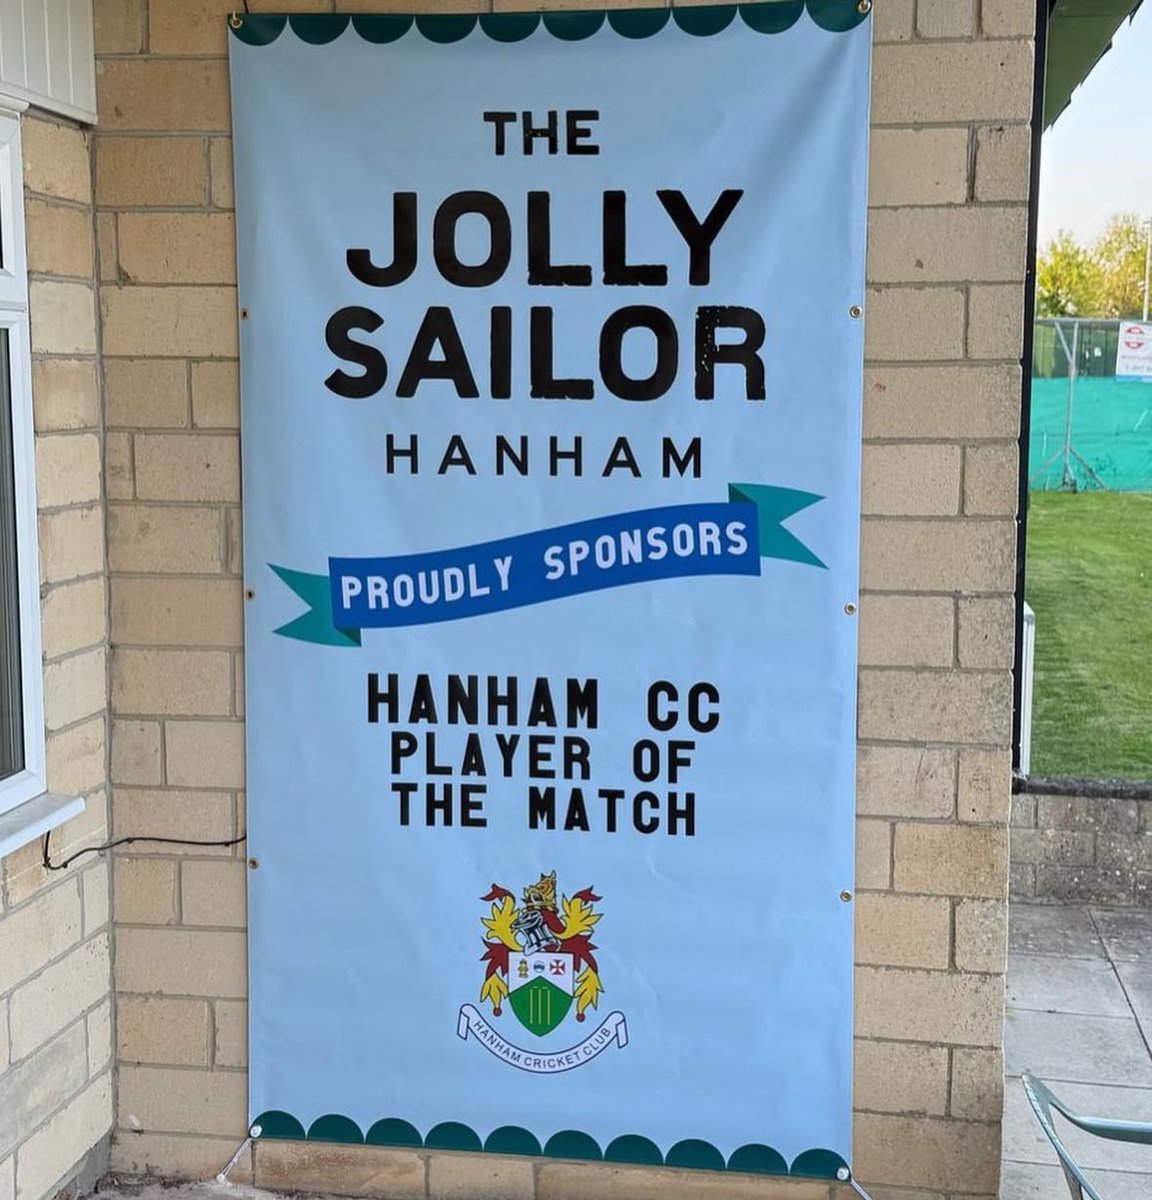 THE
JOLLY
SAILOR
HANHAM
PROUDLY SPONSORS
HANHAM CC
PLAYER OF
THE MATCH
HANHAM CRICKET CLUB